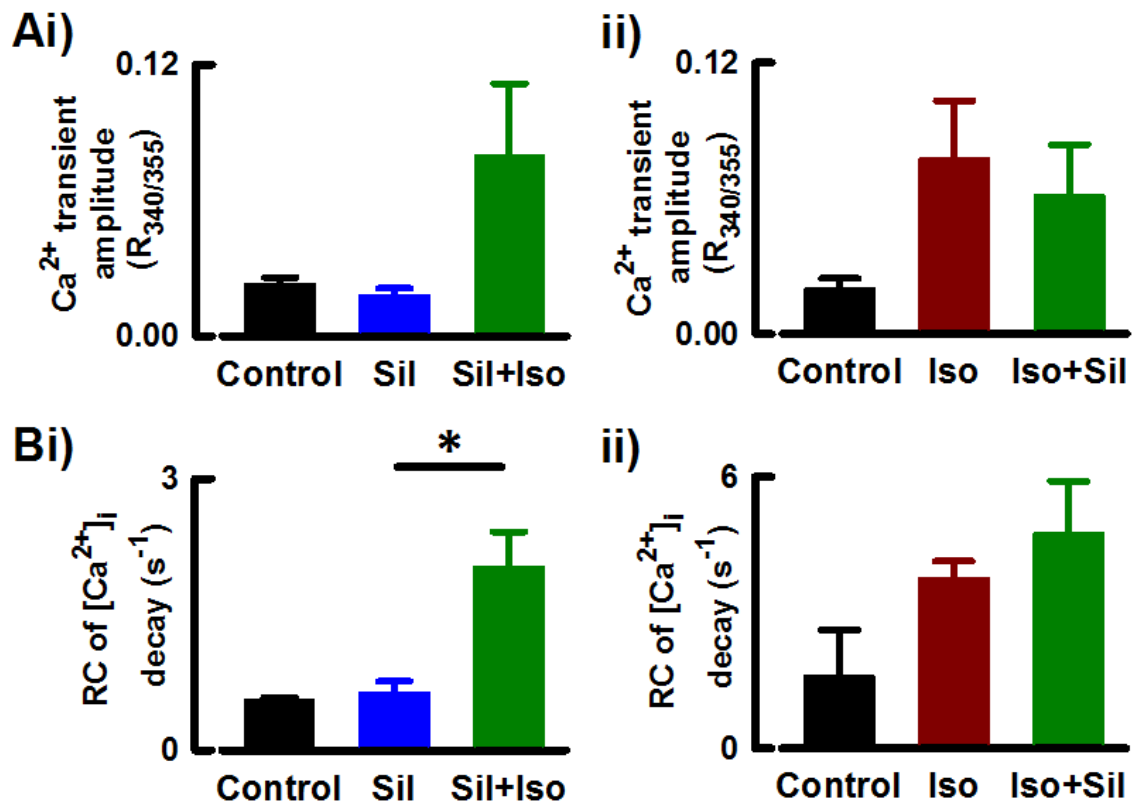 Ai)
Ca²⁺ transient
amplitude
(R₃₄₀/₃₅₅)
0.12
0.00
Control Sil Sil+Iso
ii)
Ca²⁺ transient
amplitude
(R₃₄₀/₃₅₅)
0.12
0.00
Control Iso Iso+Sil
Bi)
RC of [Ca²⁺]ᵢ
decay (s⁻¹)
3
0
*
Control Sil Sil+Iso
ii)
RC of [Ca²⁺]ᵢ
decay (s⁻¹)
6
0
Control Iso Iso+Sil